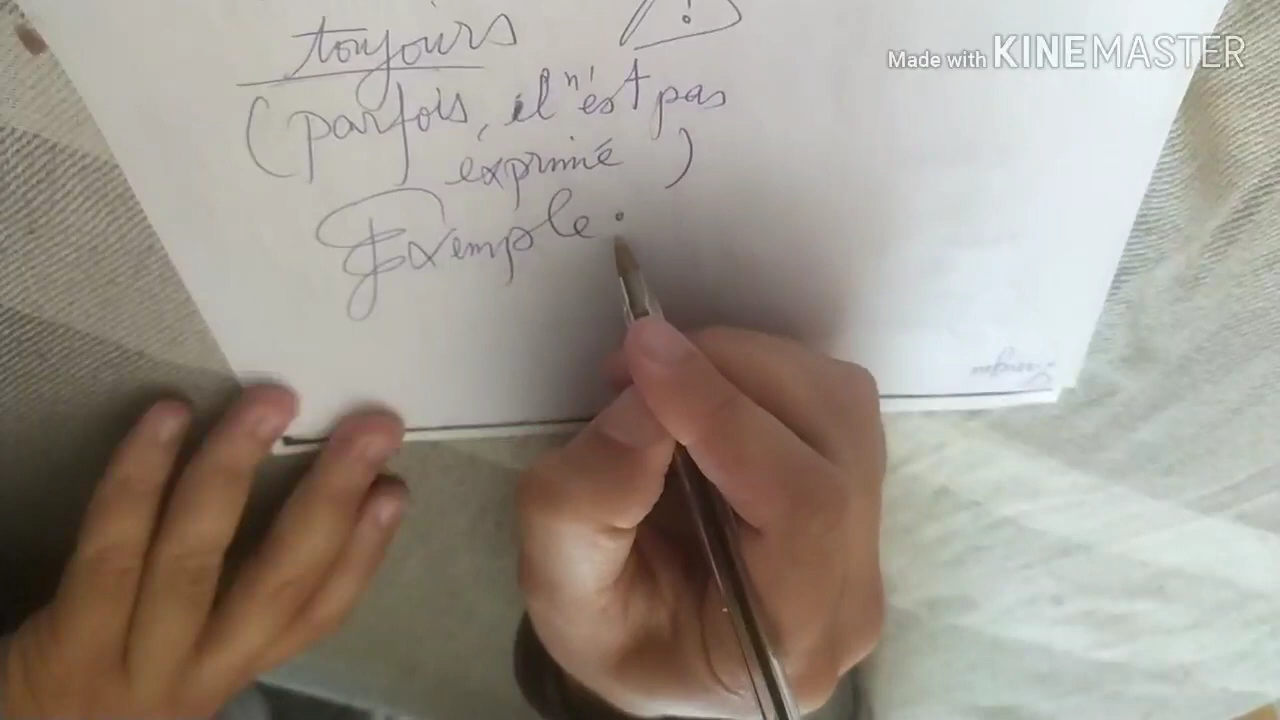 toujours !
Made with KINEMASTER
(parfois, il n'est pas
exprimé )
Exemple :